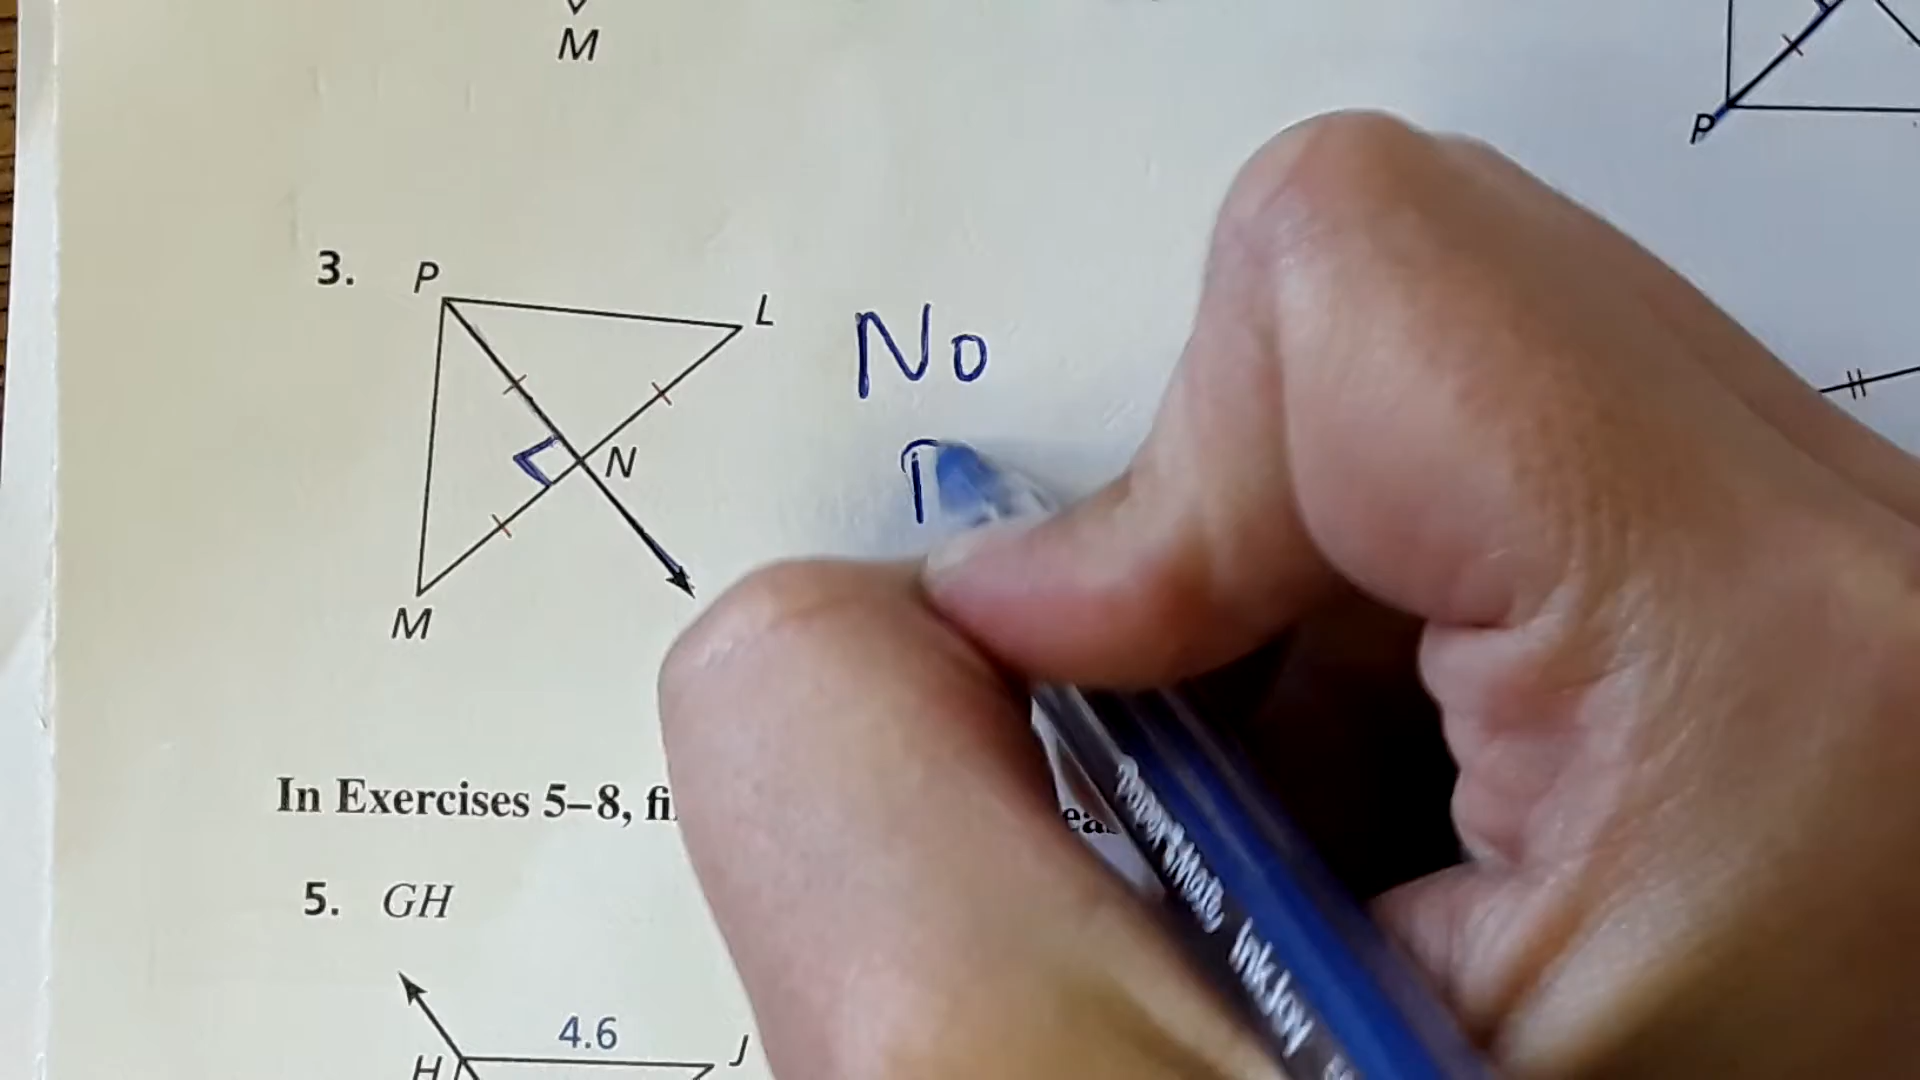 M
P
3. P
L
No
N
M
In Exercises 5–8, fi
5. GH
4.6
H
J
PAPERMATE InkJoy